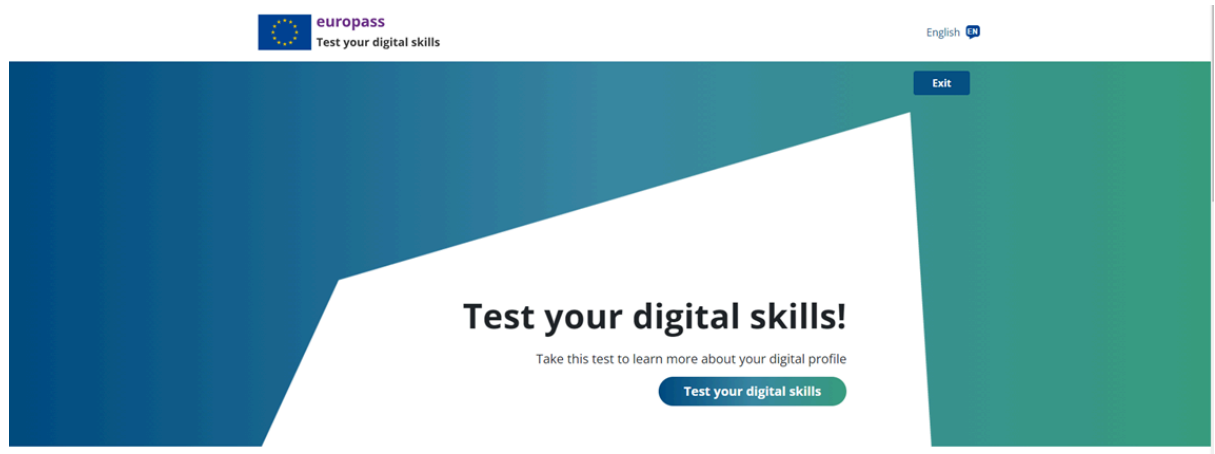 europass
Test your digital skills
English EN
Exit
Test your digital skills!
Take this test to learn more about your digital profile
Test your digital skills